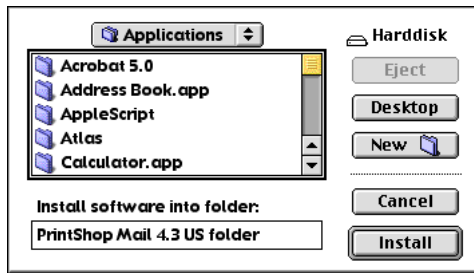 Applications
Harddisk
Acrobat 5.0
Address Book.app
AppleScript
Atlas
Calculator.app
Eject
Desktop
New
Install software into folder:
PrintShop Mail 4.3 US folder
Cancel
Install